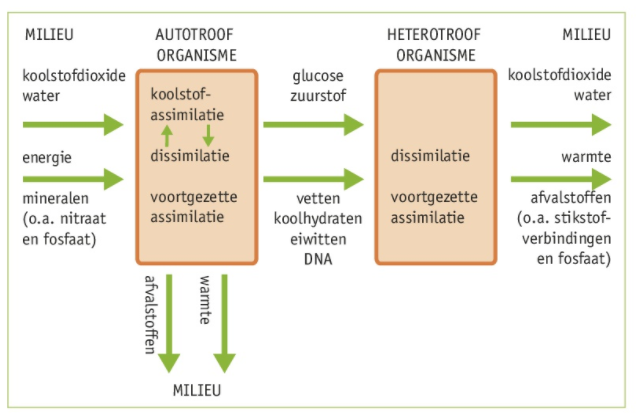 MILIEU
AUTOTROOF
ORGANISME
HETEROTROOF
ORGANISME
MILIEU
koolstofdioxide
water
energie
mineralen
(o.a. nitraat
en fosfaat)
koolstof-
assimilatie
dissimilatie
voortgezette
assimilatie
glucose
zuurstof
vetten
koolhydraten
eiwitten
DNA
dissimilatie
voortgezette
assimilatie
koolstofdioxide
water
warmte
afvalstoffen
(o.a. stikstof-
verbindingen
en fosfaat)
afvalstoffen
warmte
MILIEU